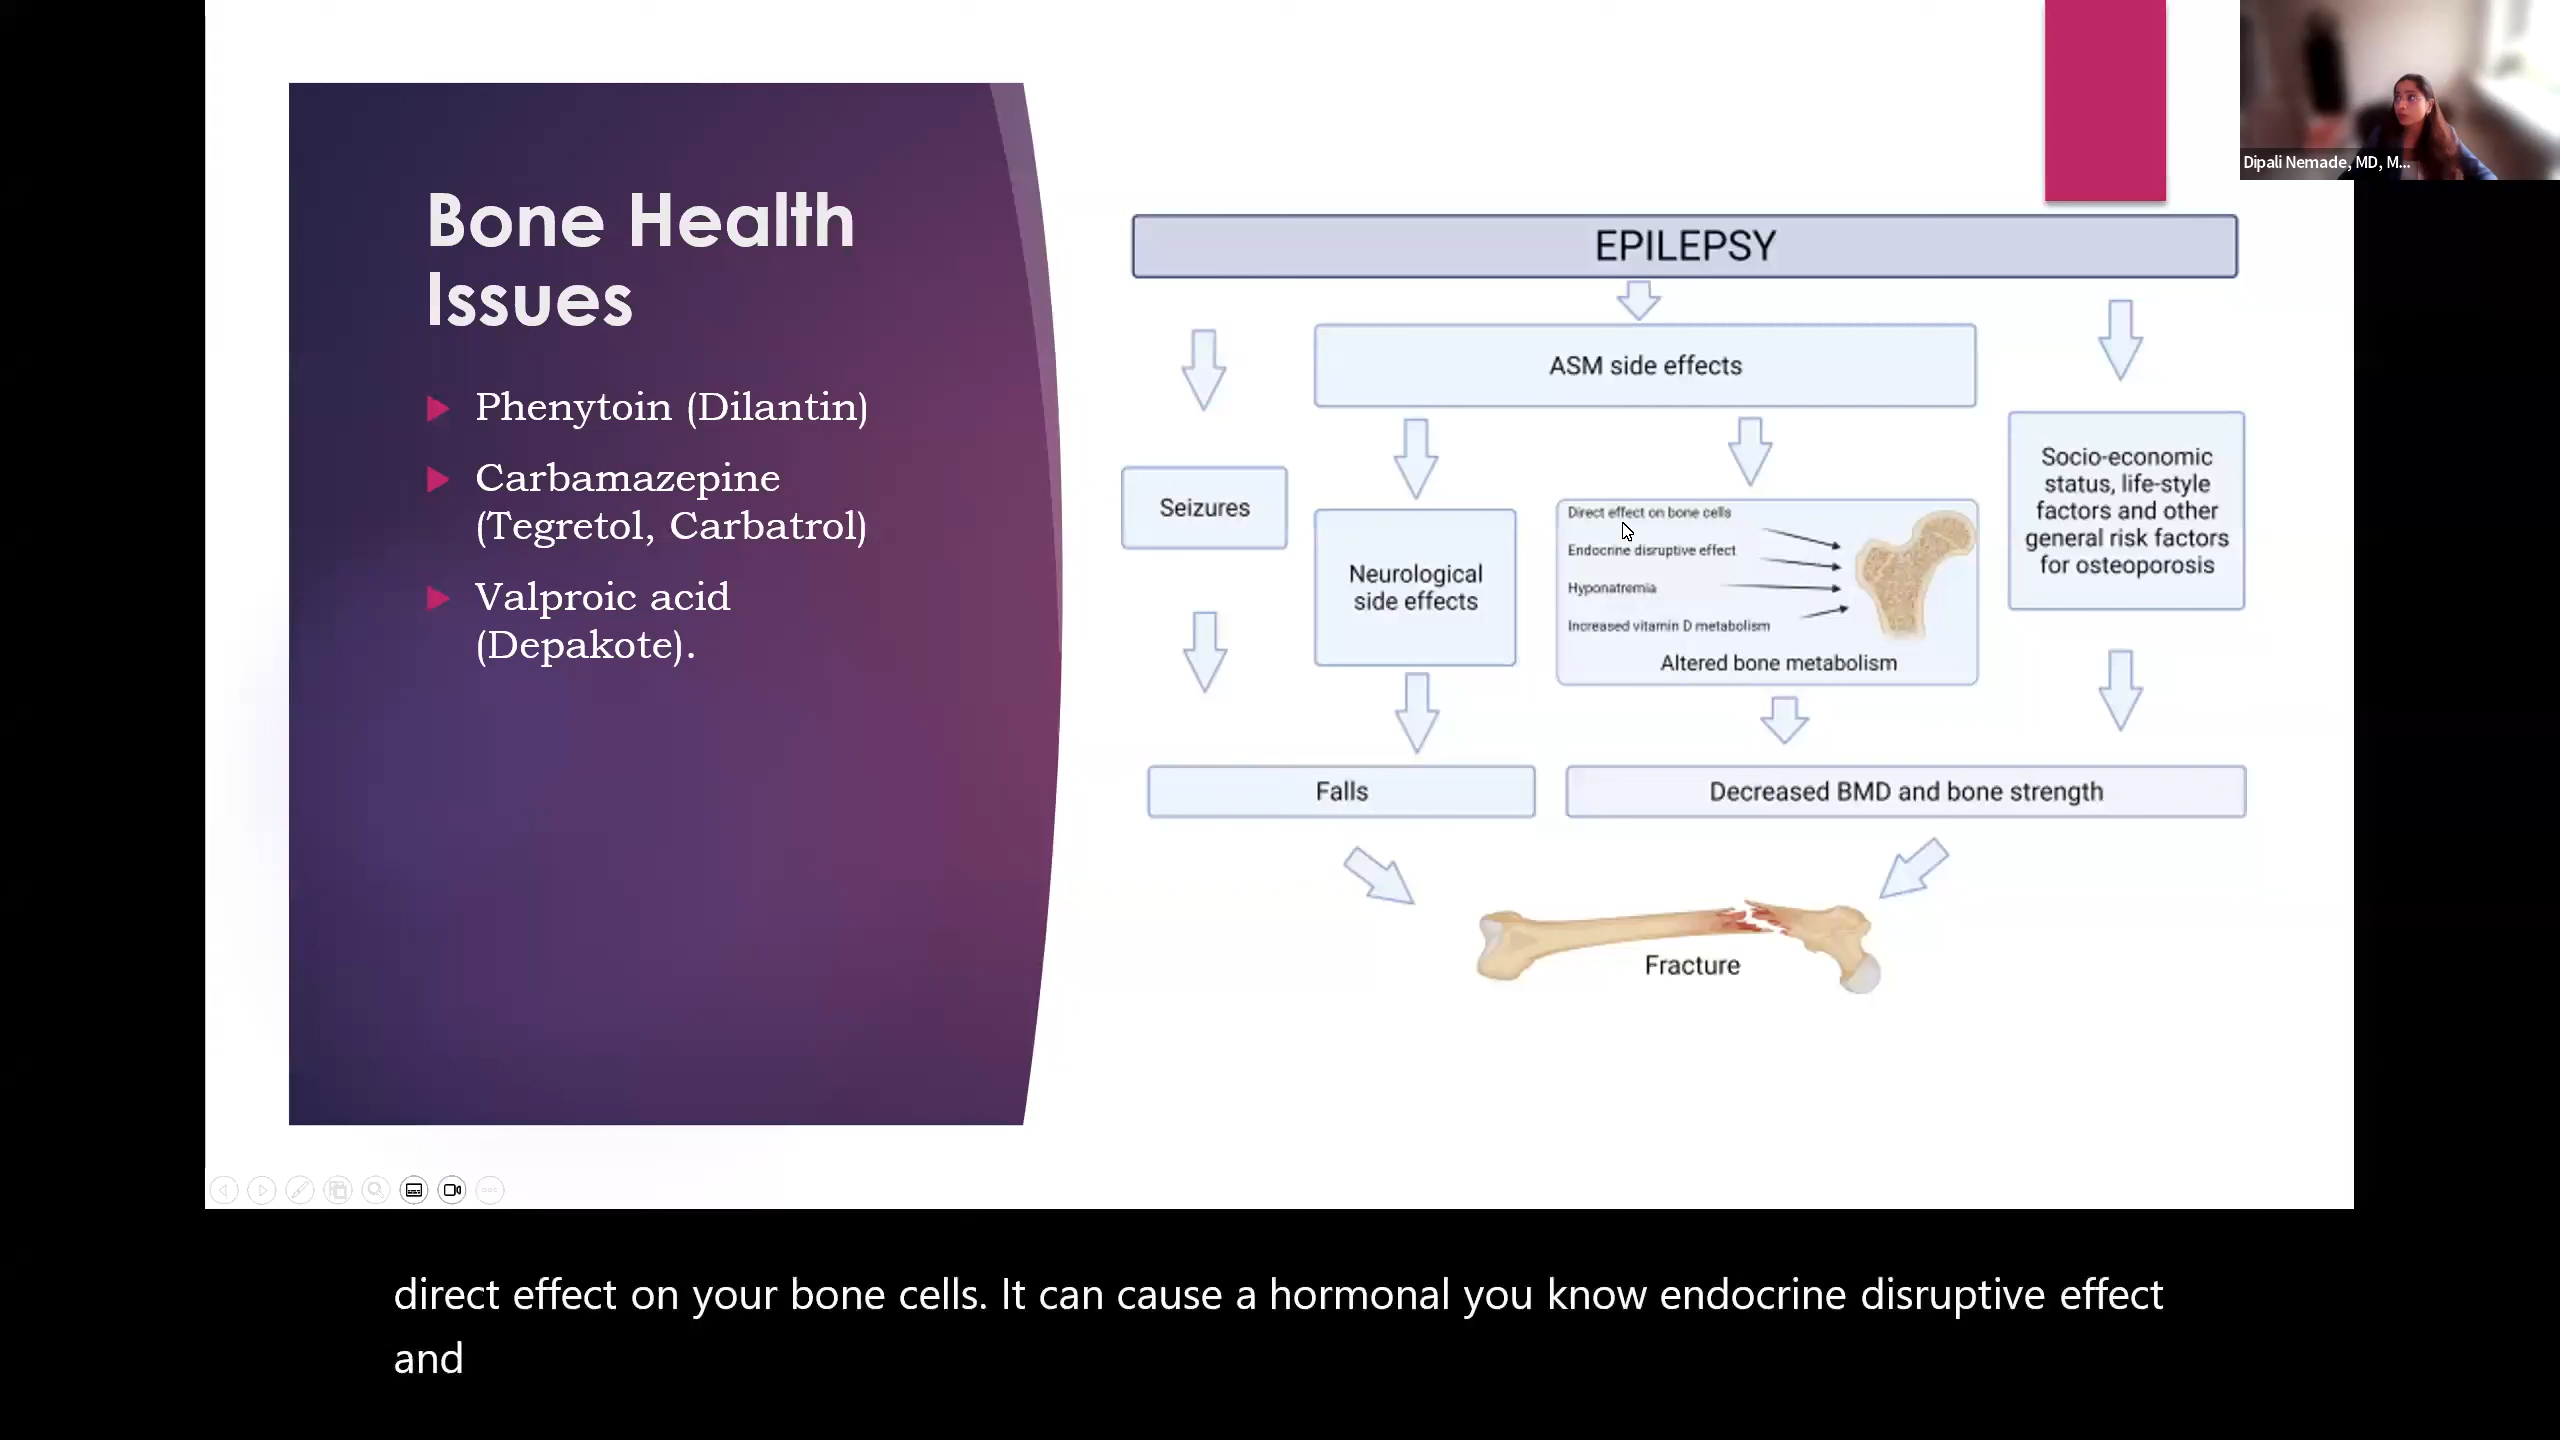 Dipali Nemade, MD, M...
Bone Health
Issues
Phenytoin (Dilantin)
Carbamazepine
(Tegretol, Carbatrol)
Valproic acid
(Depakote).
EPILEPSY
ASM side effects
Seizures
Neurological
side effects
Direct effect on bone cells
Endocrine disruptive effect
Hyponatremia
Increased vitamin D metabolism
Altered bone metabolism
Socio-economic
status, life-style
factors and other
general risk factors
for osteoporosis
Falls
Decreased BMD and bone strength
Fracture
direct effect on your bone cells. It can cause a hormonal you know endocrine disruptive effect
and